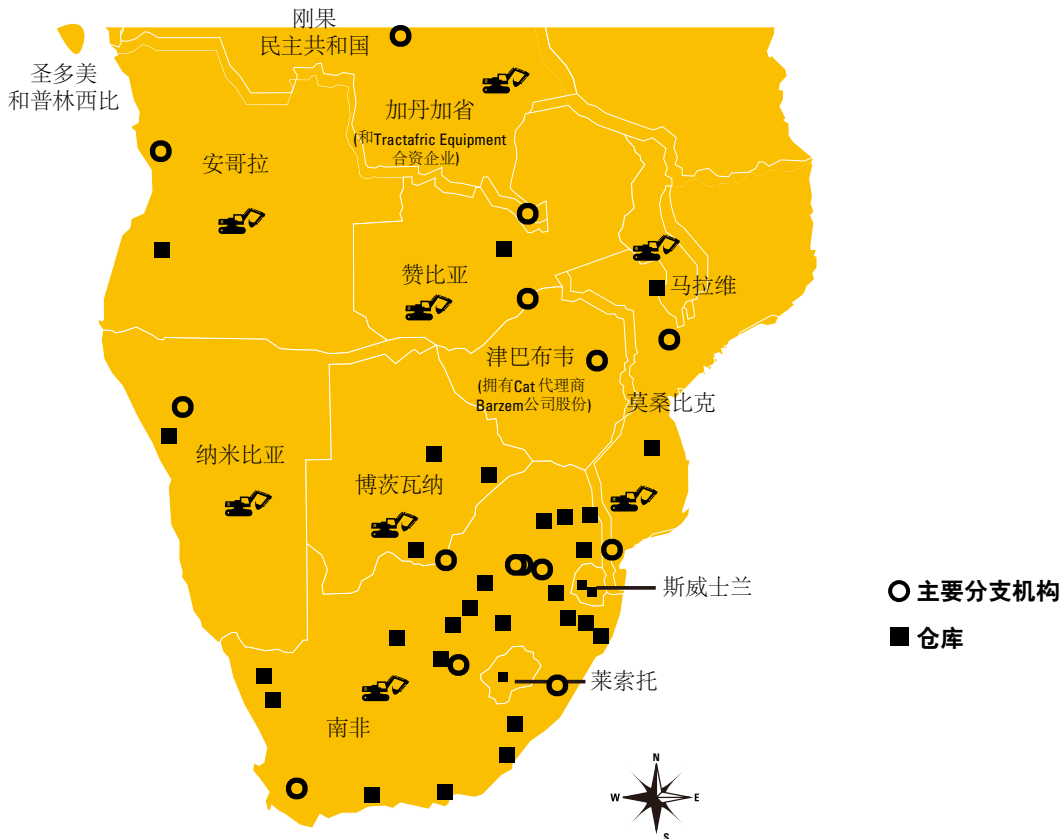 刚果
民主共和国
圣多美
和普林西比
加丹加省
(和Tractafric Equipment
合资企业)
安哥拉
赞比亚
马拉维
津巴布韦
(拥有Cat 代理商
Barzem公司股份)
莫桑比克
纳米比亚
博茨瓦纳
斯威士兰
主要分支机构
仓库
莱索托
南非
N
W
E
S